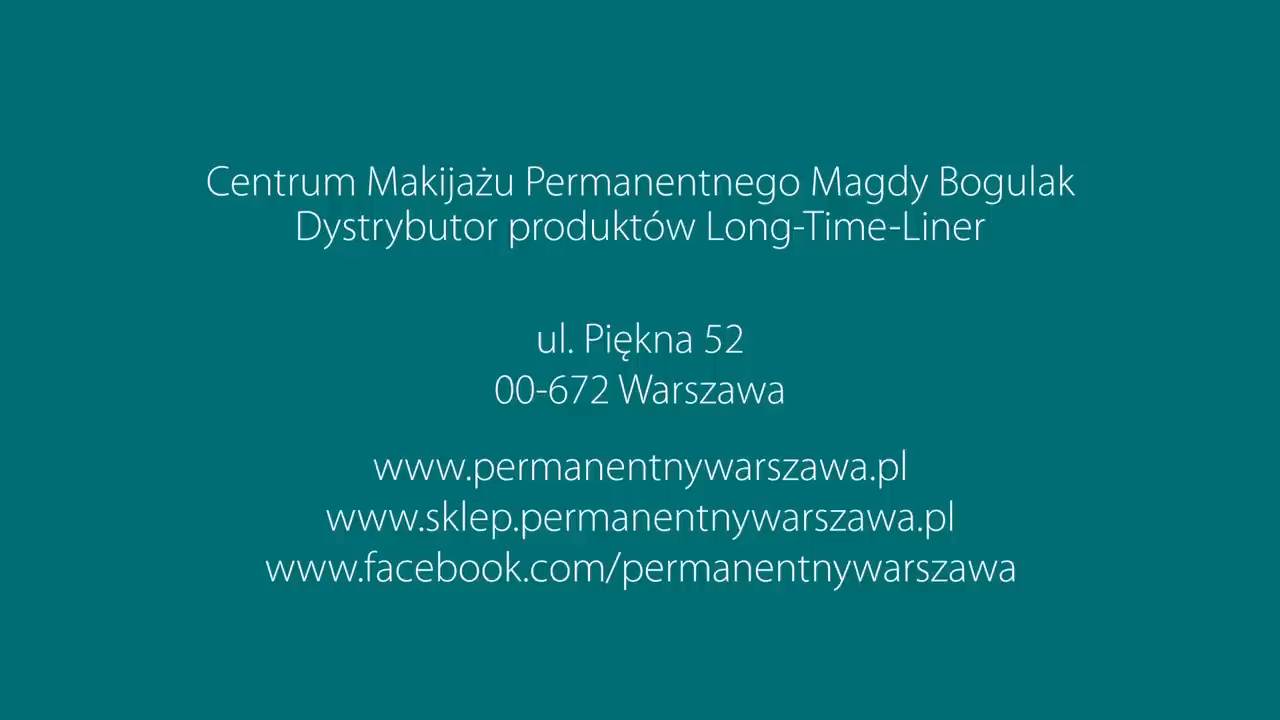 Centrum Makijażu Permanentnego Magdy Bogulak
Dystrybutor produktów Long-Time-Liner
ul. Piękna 52
00-672 Warszawa
www.permanentnywarszawa.pl
www.sklep.permanentnywarszawa.pl
www.facebook.com/permanentnywarszawa